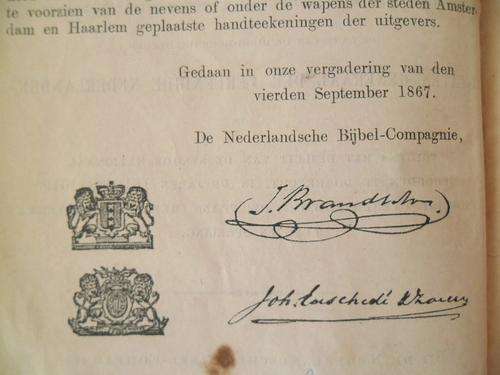 te voorzien van de nevens of onder de wapens der steden Amster-
dam en Haarlem geplaatste handteekeningen der uitgevers.
Gedaan in onze vergadering van den
vierden September 1867.
De Nederlandsche Bijbel-Compagnie,
(J. Brandt &
Joh. Enschedé & Zonen